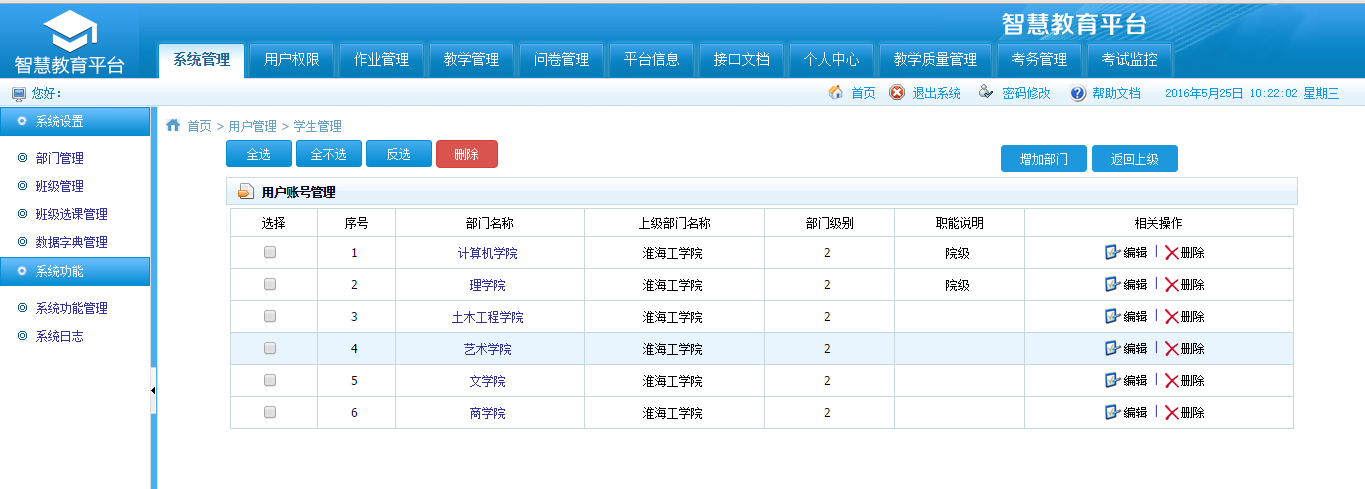 智慧教育平台
智慧教育平台
系统管理 用户权限 作业管理 教学管理 问卷管理 平台信息 接口文档 个人中心 教学质量管理 考务管理 考试监控
您好： 首页 退出系统 密码修改 帮助文档 2016年5月25日 10:22:02 星期三
系统设置
部门管理
班级管理
班级选课管理
数据字典管理
系统功能
系统功能管理
系统日志
首页 > 用户管理 > 学生管理
全选 全不选 反选 删除 增加部门 返回上级
用户账号管理
选择 序号 部门名称 上级部门名称 部门级别 职能说明 相关操作
1 计算机学院 淮海工学院 2 院级 编辑 | 删除
2 理学院 淮海工学院 2 院级 编辑 | 删除
3 土木工程学院 淮海工学院 2 编辑 | 删除
4 艺术学院 淮海工学院 2 编辑 | 删除
5 文学院 淮海工学院 2 编辑 | 删除
6 商学院 淮海工学院 2 编辑 | 删除